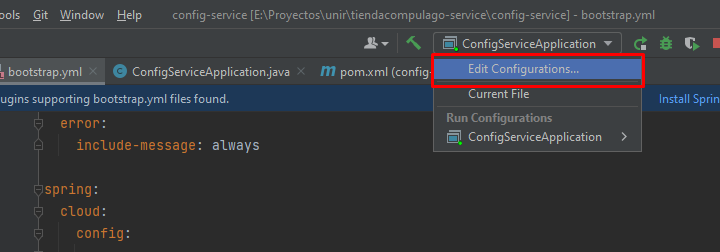 ools Git Window Help config-service [E:\Proyectos\unir\tiendacompulago-service\config-service] - bootstrap.yml
ConfigServiceApplication
bootstrap.yml ConfigServiceApplication.java pom.xml (config-
Edit Configurations...
ugins supporting bootstrap.yml files found. Install Sprin
Current File
Run Configurations
ConfigServiceApplication
error:
include-message: always
spring:
cloud:
config: